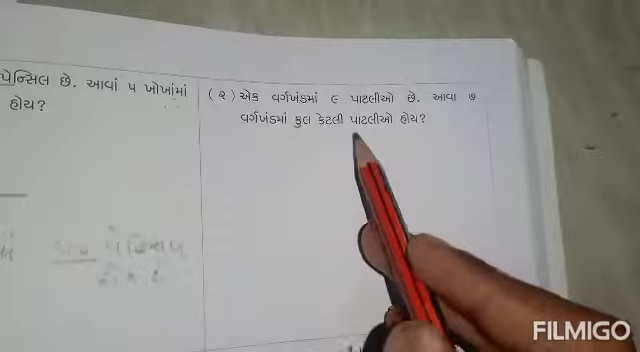 પેન્સિલ છે. આવાં ૫ ખોખાંમાં
હોય?
(૨) એક વર્ગખંડમાં ૯ પાટલીઓ છે. આવા ૭
વર્ગખંડમાં કુલ કેટલી પાટલીઓ હોય?
FILMIGO